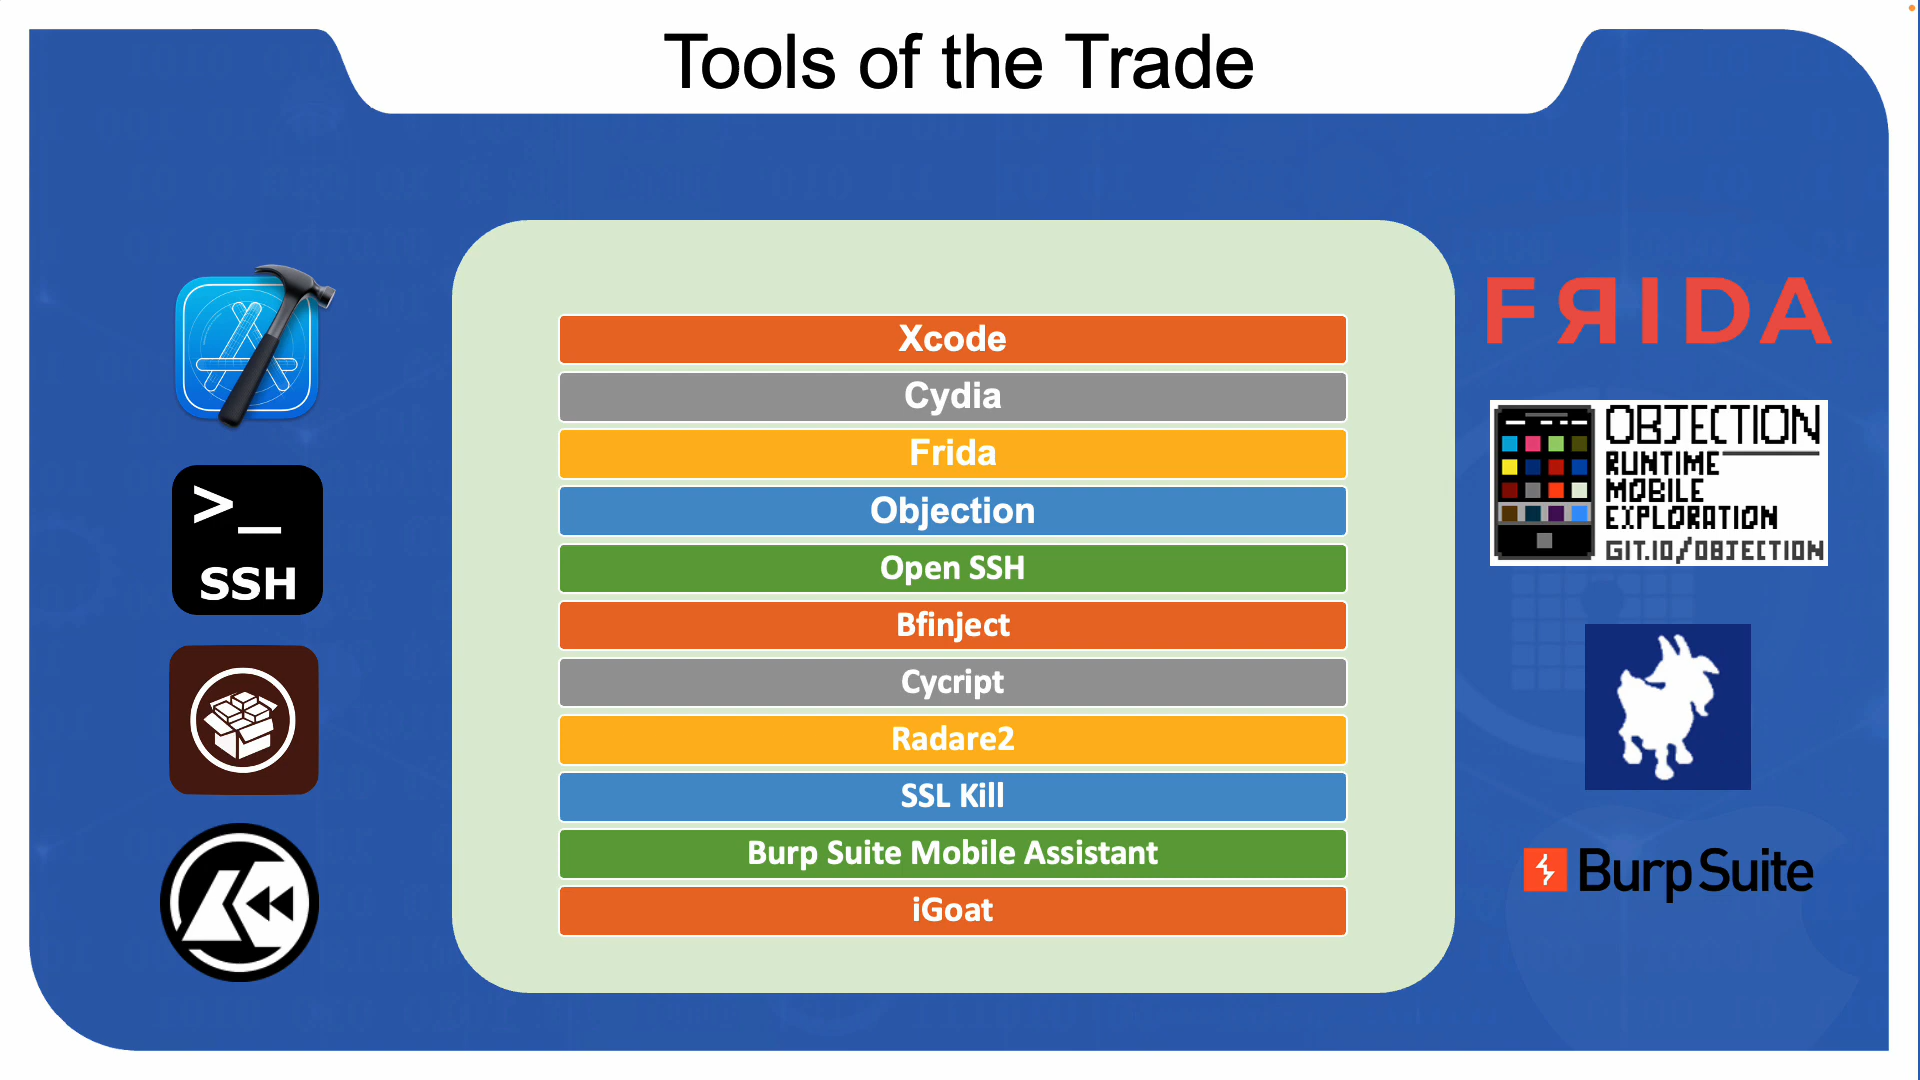 Tools of the Trade
Xcode
Cydia
Frida
Objection
Open SSH
Bfinject
Cycript
Radare2
SSL Kill
Burp Suite Mobile Assistant
iGoat
>_
SSH
FRIDA
OBJECTION
RUNTIME
MOBILE
EXPLORATION
GIT.IO/OBJECTION
Burp Suite